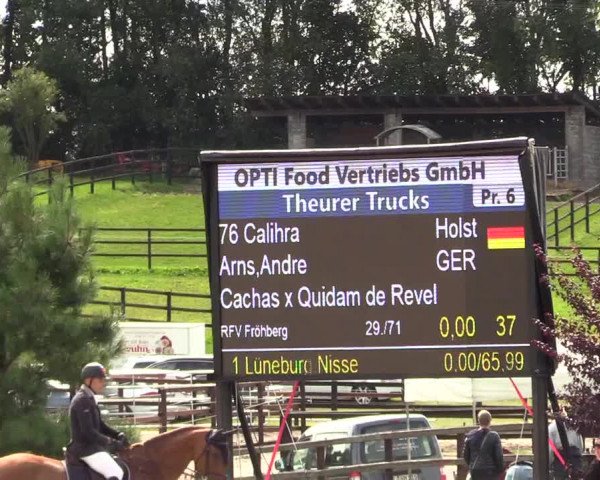 OPTI Food Vertriebs GmbH
Theurer Trucks Pr. 6
76 Calihra Holst
Arns,Andre GER
Cachas x Quidam de Revel
RFV Fröhberg 29./71 0,00 37
1 Lüneburg Nisse 0.00/65.99